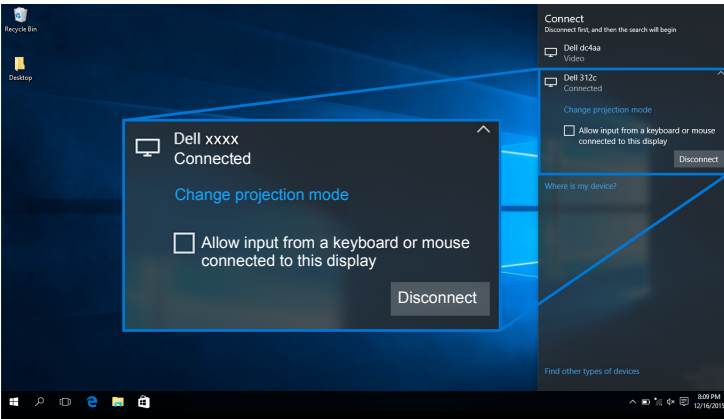 Recycle Bin
Desktop
Dell xxxx
Connected
Change projection mode
Allow input from a keyboard or mouse
connected to this display
Disconnect
Connect
Disconnect first, and then the search will begin
Dell dc4aa
Video
Dell 312c
Connected
Change projection mode
Allow input from a keyboard or mouse
connected to this display
Disconnect
Where is my device?
Find other types of devices
8:09 PM
12/16/2015